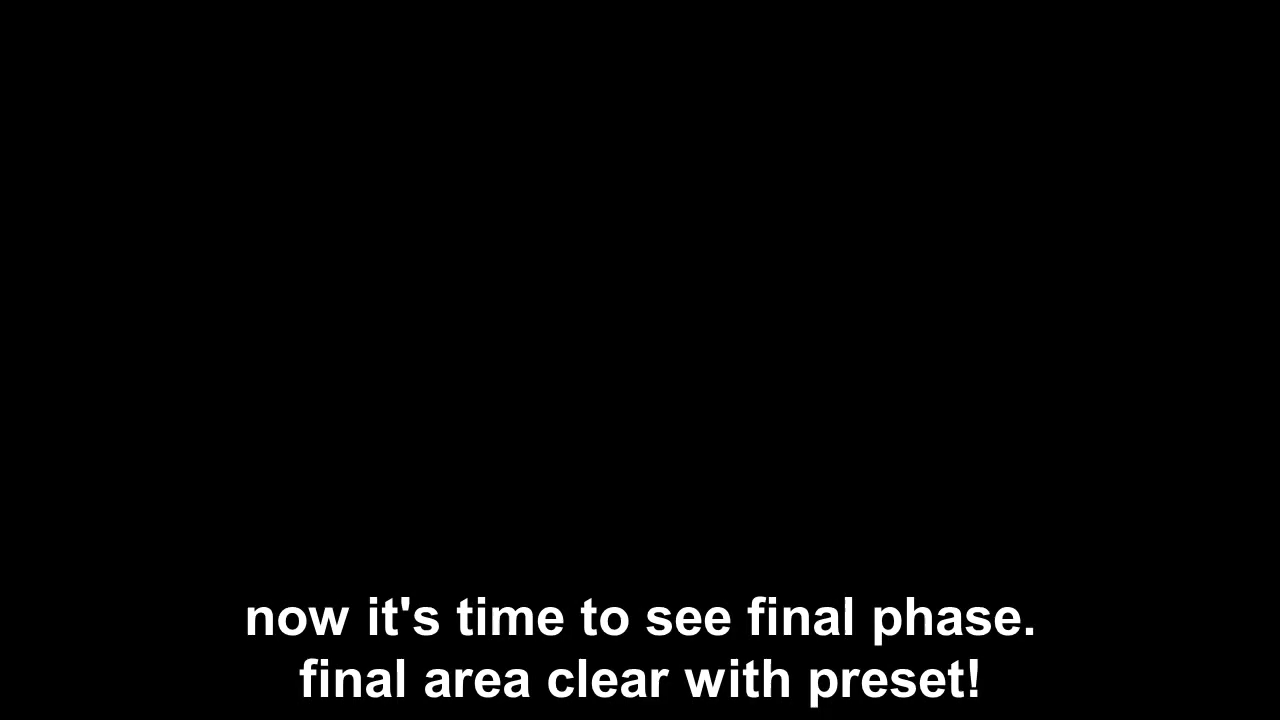 now it's time to see final phase.
final area clear with preset!